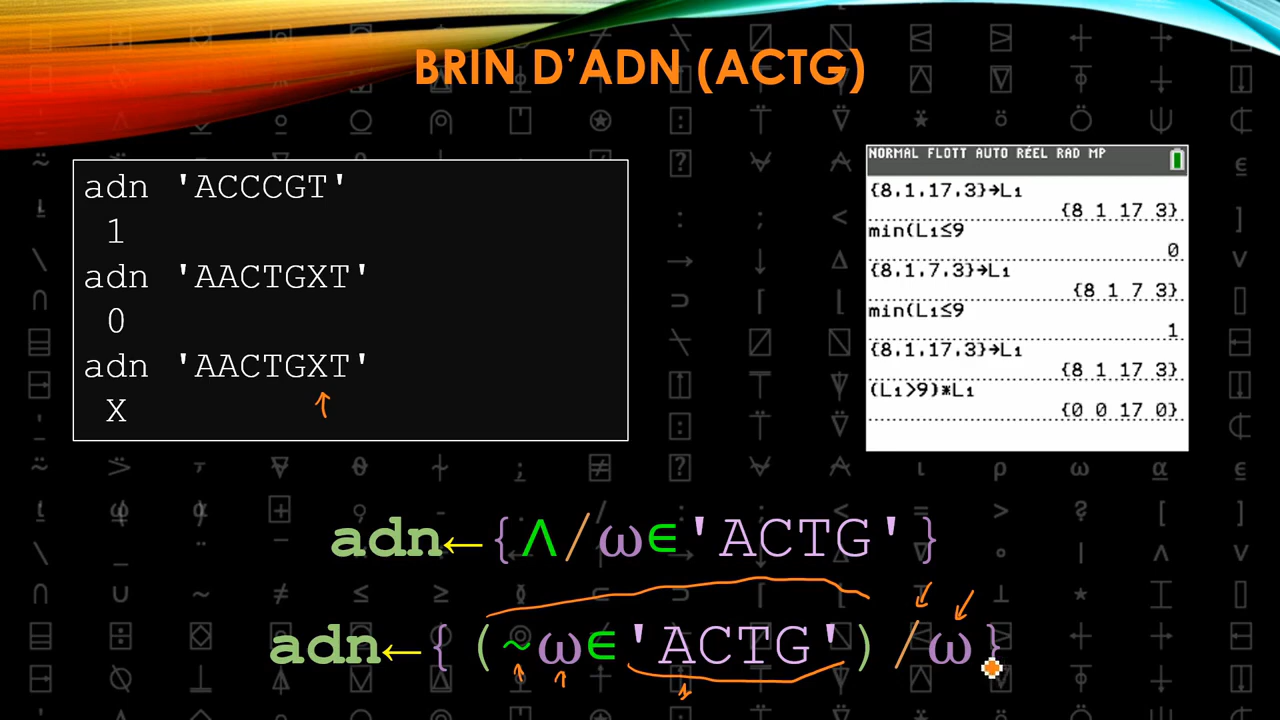 BRIN D'ADN (ACTG)
adn 'ACCCGT'
1
adn 'AACTGXT'
0
adn 'AACTGXT'
X
NORMAL FLOTT AUTO RÉEL RAD MP
{8,1,17,3}→L₁
{8 1 17 3}
min(L₁≤9
0
{8,1,7,3}→L₁
{8 1 7 3}
min(L₁≤9
1
{8,1,17,3}→L₁
{8 1 17 3}
(L₁>9)*L₁
{0 0 17 0}
adn←{∧/⍵∊'ACTG'}
adn←{(~⍵∊'ACTG')/⍵}